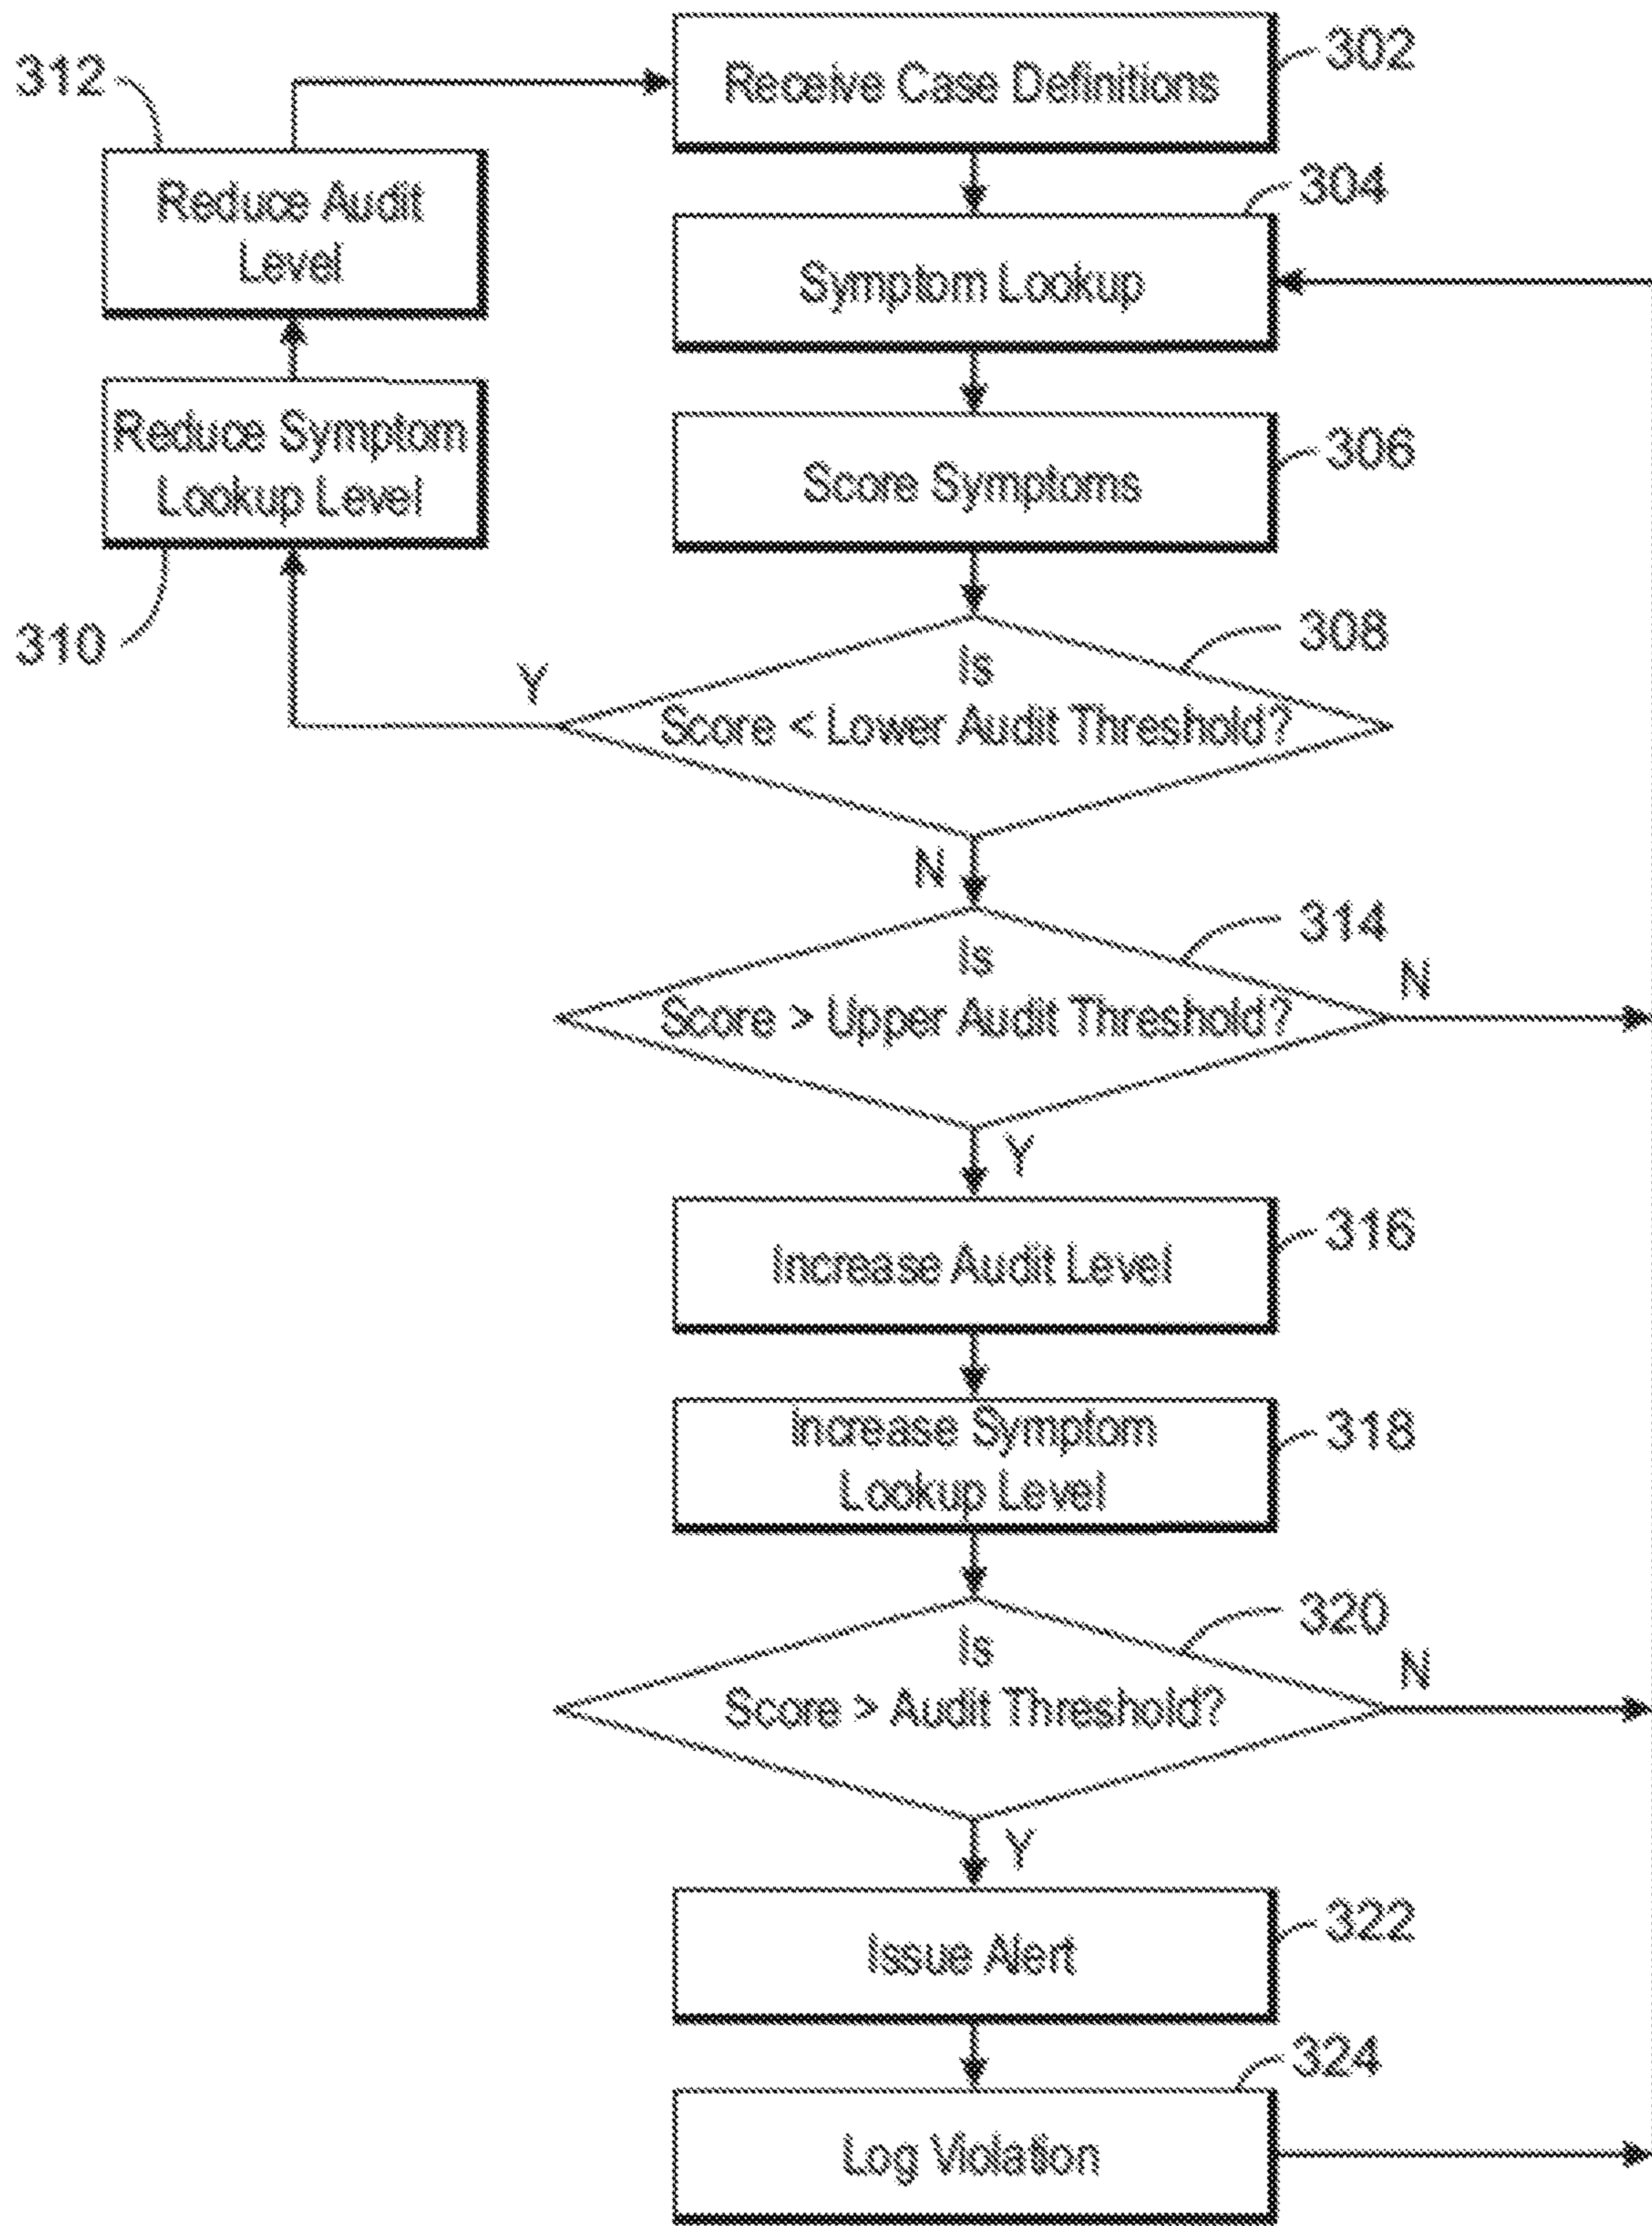 302
Receive Case Definitions
312
Reduce Audit
Level
304
Symptom Lookup
Reduce Symptom
Lookup Level
310
306
Score Symptoms
308
Is
Score < Lower Audit Threshold?
Y
N
314
Is
Score > Upper Audit Threshold?
N
Y
316
Increase Audit Level
318
Increase Symptom
Lookup Level
320
Is
Score > Audit Threshold?
N
Y
322
Issue Alert
324
Log Violation